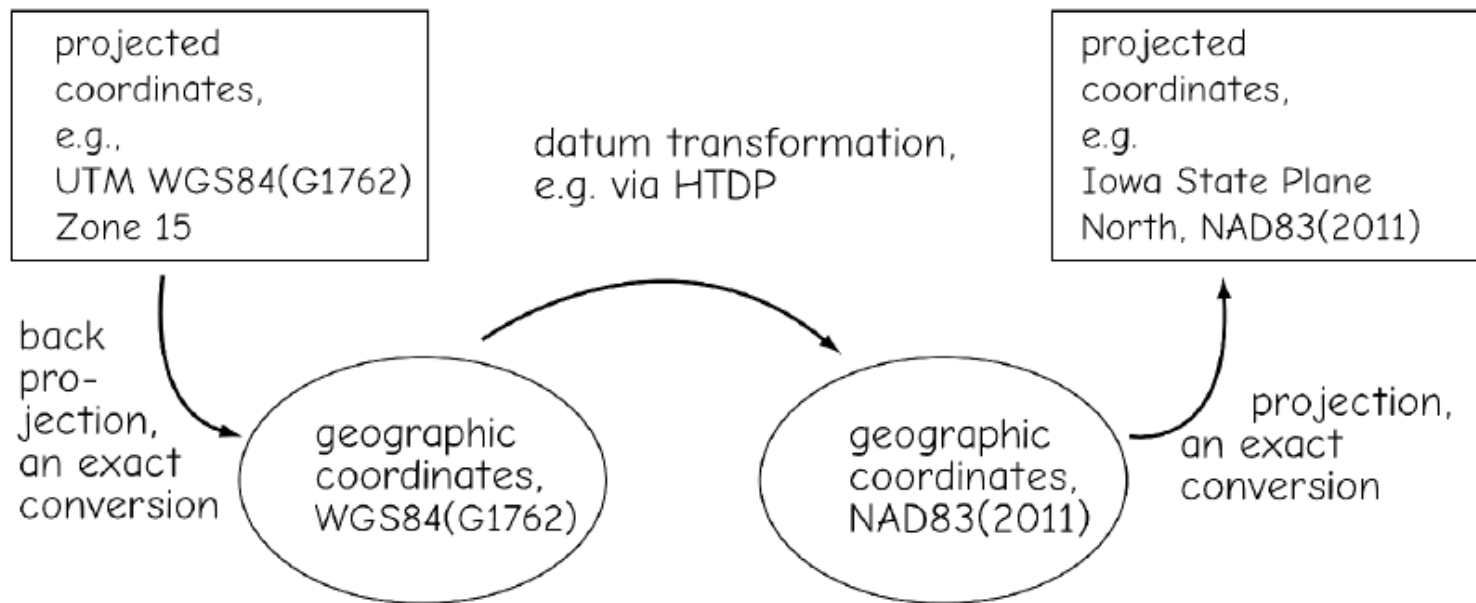 projected
coordinates,
e.g.,
UTM WGS84(G1762)
Zone 15
back
pro-
jection,
an exact
conversion
geographic
coordinates,
WGS84(G1762)
datum transformation,
e.g. via HTDP
geographic
coordinates,
NAD83(2011)
projection,
an exact
conversion
projected
coordinates,
e.g.
Iowa State Plane
North, NAD83(2011)